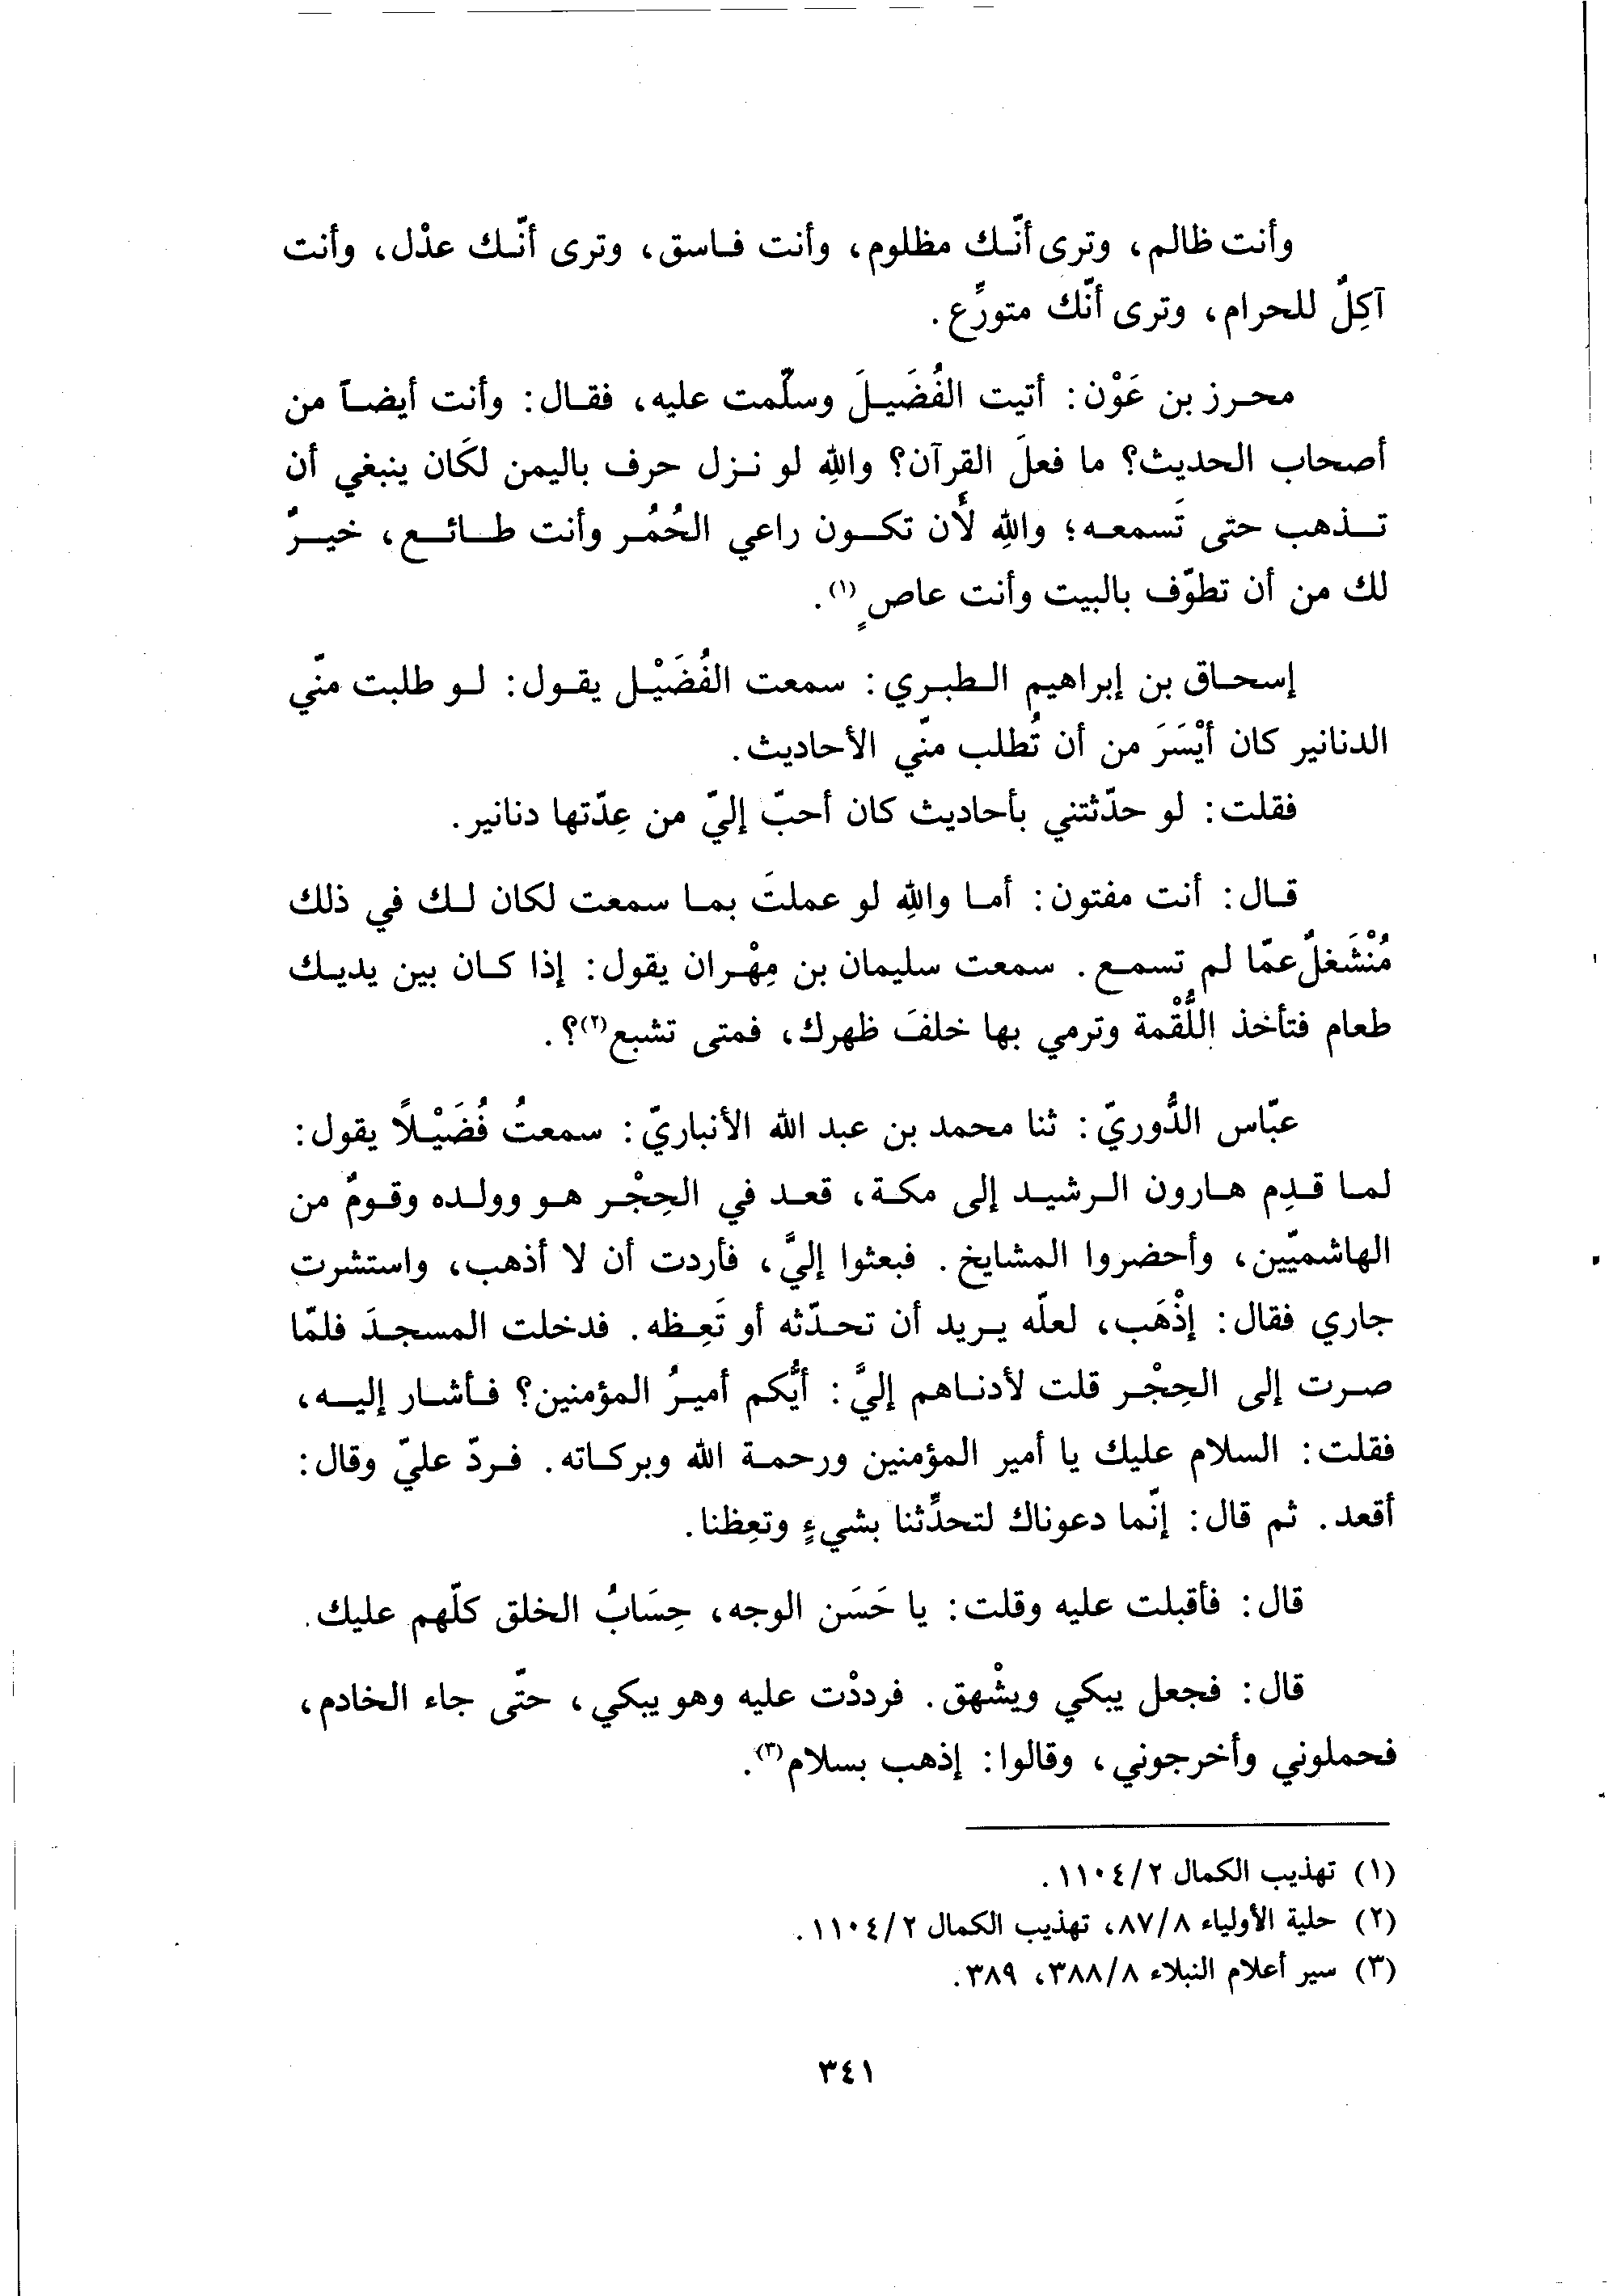 وأنت ظالم، وترى أنّك مظلوم، وأنت فاسق، وترى أنّك عدْل، وأنت
آكِلٌ للحرام، وترى أنّك متورِّع.
محرز بن عَوْن: أتيت الفُضَيلَ وسلّمت عليه، فقال: وأنت أيضاً من
أصحاب الحديث؟ ما فعلَ القرآن؟ واللهِ لو نزل حرف باليمن لكَان ينبغي أن
تذهب حتى تَسمعه؛ واللهِ لأَن تكون راعي الحُمُر وأنت طائع، خيرٌ
لك من أن تطوّف بالبيت وأنت عاصٍ(١).
إسحاق بن إبراهيم الطبري: سمعت الفُضَيْل يقول: لو طلبت منّي
الدنانير كان أيْسَرَ من أن تُطلب منّي الأحاديث.
فقلت: لو حدّثتني بأحاديث كان أحبّ إليّ من عِدّتها دنانير.
قال: أنت مفتون: أما واللهِ لو عملتَ بما سمعت لكان لك في ذلك
مُنْشَغلٌ عمّا لم تسمع. سمعت سليمان بن مِهْران يقول: إذا كان بين يديك
طعام فتأخذ اللُّقْمة وترمي بها خلفَ ظهرك، فمتى تشبع(٢)؟.
عبّاس الدُّوريّ: ثنا محمد بن عبد الله الأنباريّ: سمعتُ فُضَيْلًا يقول:
لما قدِم هارون الرشيد إلى مكة، قعد في الحِجْر هو وولده وقومٌ من
الهاشميّين، وأحضروا المشايخ. فبعثوا إليَّ، فأردت أن لا أذهب، واستشرت
جاري فقال: إذْهَب، لعلّه يريد أن تحدّثه أو تَعِظه. فدخلت المسجدَ فلمّا
صرت إلى الحِجْر قلت لأدناهم إليَّ: أيُّكم أميرُ المؤمنين؟ فأشار إليه،
فقلت: السلام عليك يا أمير المؤمنين ورحمة الله وبركاته. فردّ عليّ وقال:
أقعد. ثم قال: إنّما دعوناك لتحدِّثنا بشيءٍ وتعِظنا.
قال: فأقبلت عليه وقلت: يا حَسَن الوجه، حِسَابُ الخلق كلّهم عليك.
قال: فجعل يبكي ويشْهق. فرددْت عليه وهو يبكي، حتّى جاء الخادم،
فحملوني وأخرجوني، وقالوا: إذهب بسلام(٣).
(١) تهذيب الكمال ١١٠٤/٢.
(٢) حلية الأولياء ٨٧/٨، تهذيب الكمال ١١٠٤/٢.
(٣) سير أعلام النبلاء ٣٨٨/٨، ٣٨٩.
٣٤١